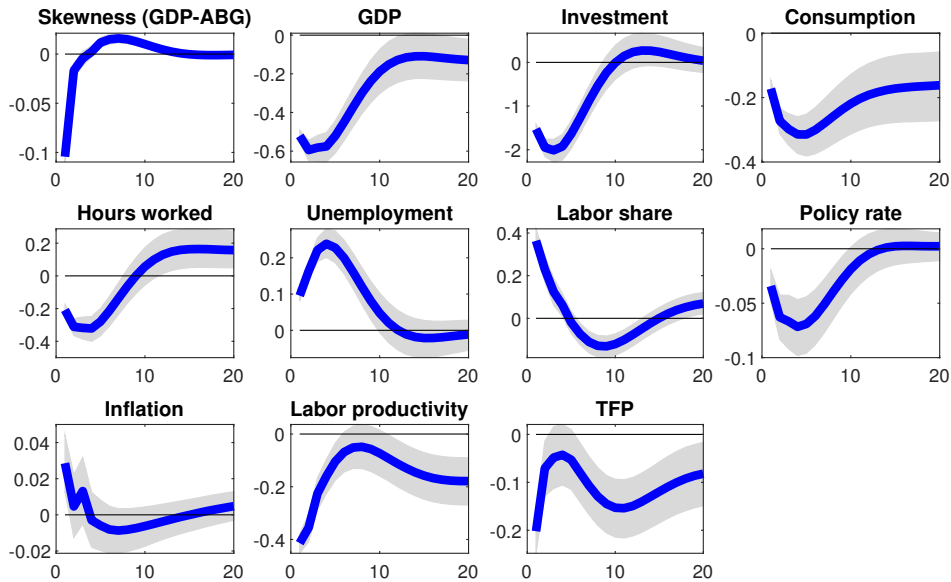 Skewness (GDP-ABG)
0
-0.05
-0.1
0 10 20
GDP
0
-0.2
-0.4
-0.6
0 10 20
Investment
0
-1
-2
0 10 20
Consumption
0
-0.2
-0.4
0 10 20
Hours worked
0.2
0
-0.2
-0.4
0 10 20
Unemployment
0.2
0.1
0
0 10 20
Labor share
0.4
0.2
0
0 10 20
Policy rate
0
-0.05
-0.1
0 10 20
Inflation
0.04
0.02
0
-0.02
0 10 20
Labor productivity
0
-0.2
-0.4
0 10 20
TFP
0
-0.1
-0.2
0 10 20